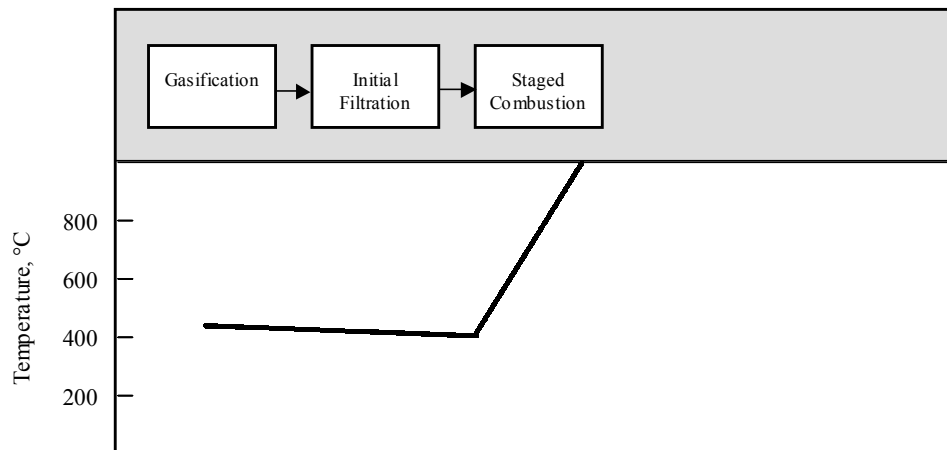 Gasification
Initial
Filtration
Staged
Combustion
Temperature, °C
800
600
400
200